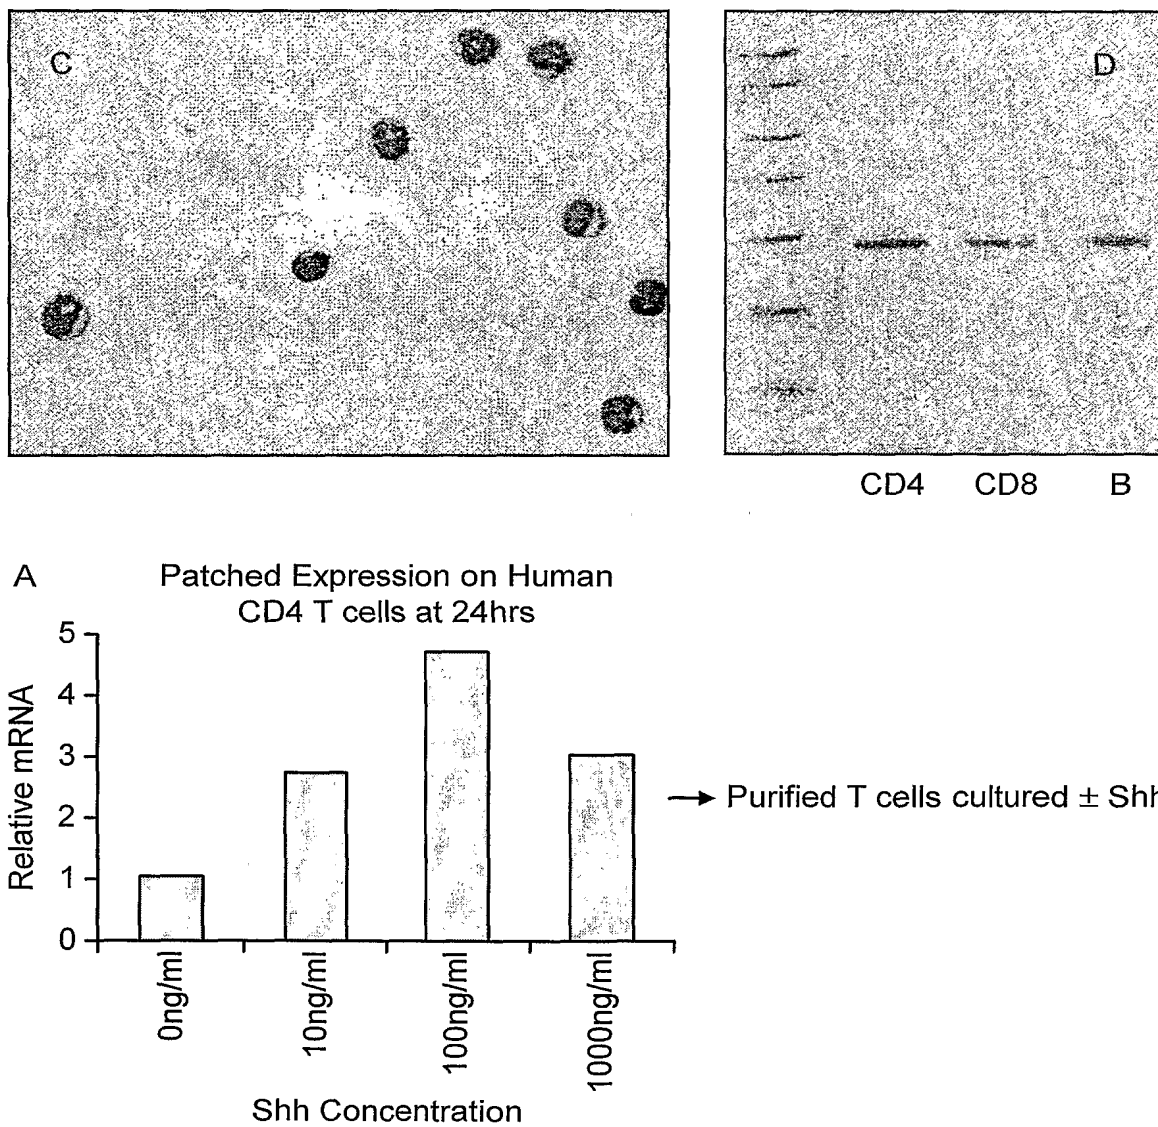 C
D
CD4 CD8 B
A
Patched Expression on Human
CD4 T cells at 24hrs
Relative mRNA
5
4
3
2
1
0
0ng/ml
10ng/ml
100ng/ml
1000ng/ml
Shh Concentration
→ Purified T cells cultured ± Shh